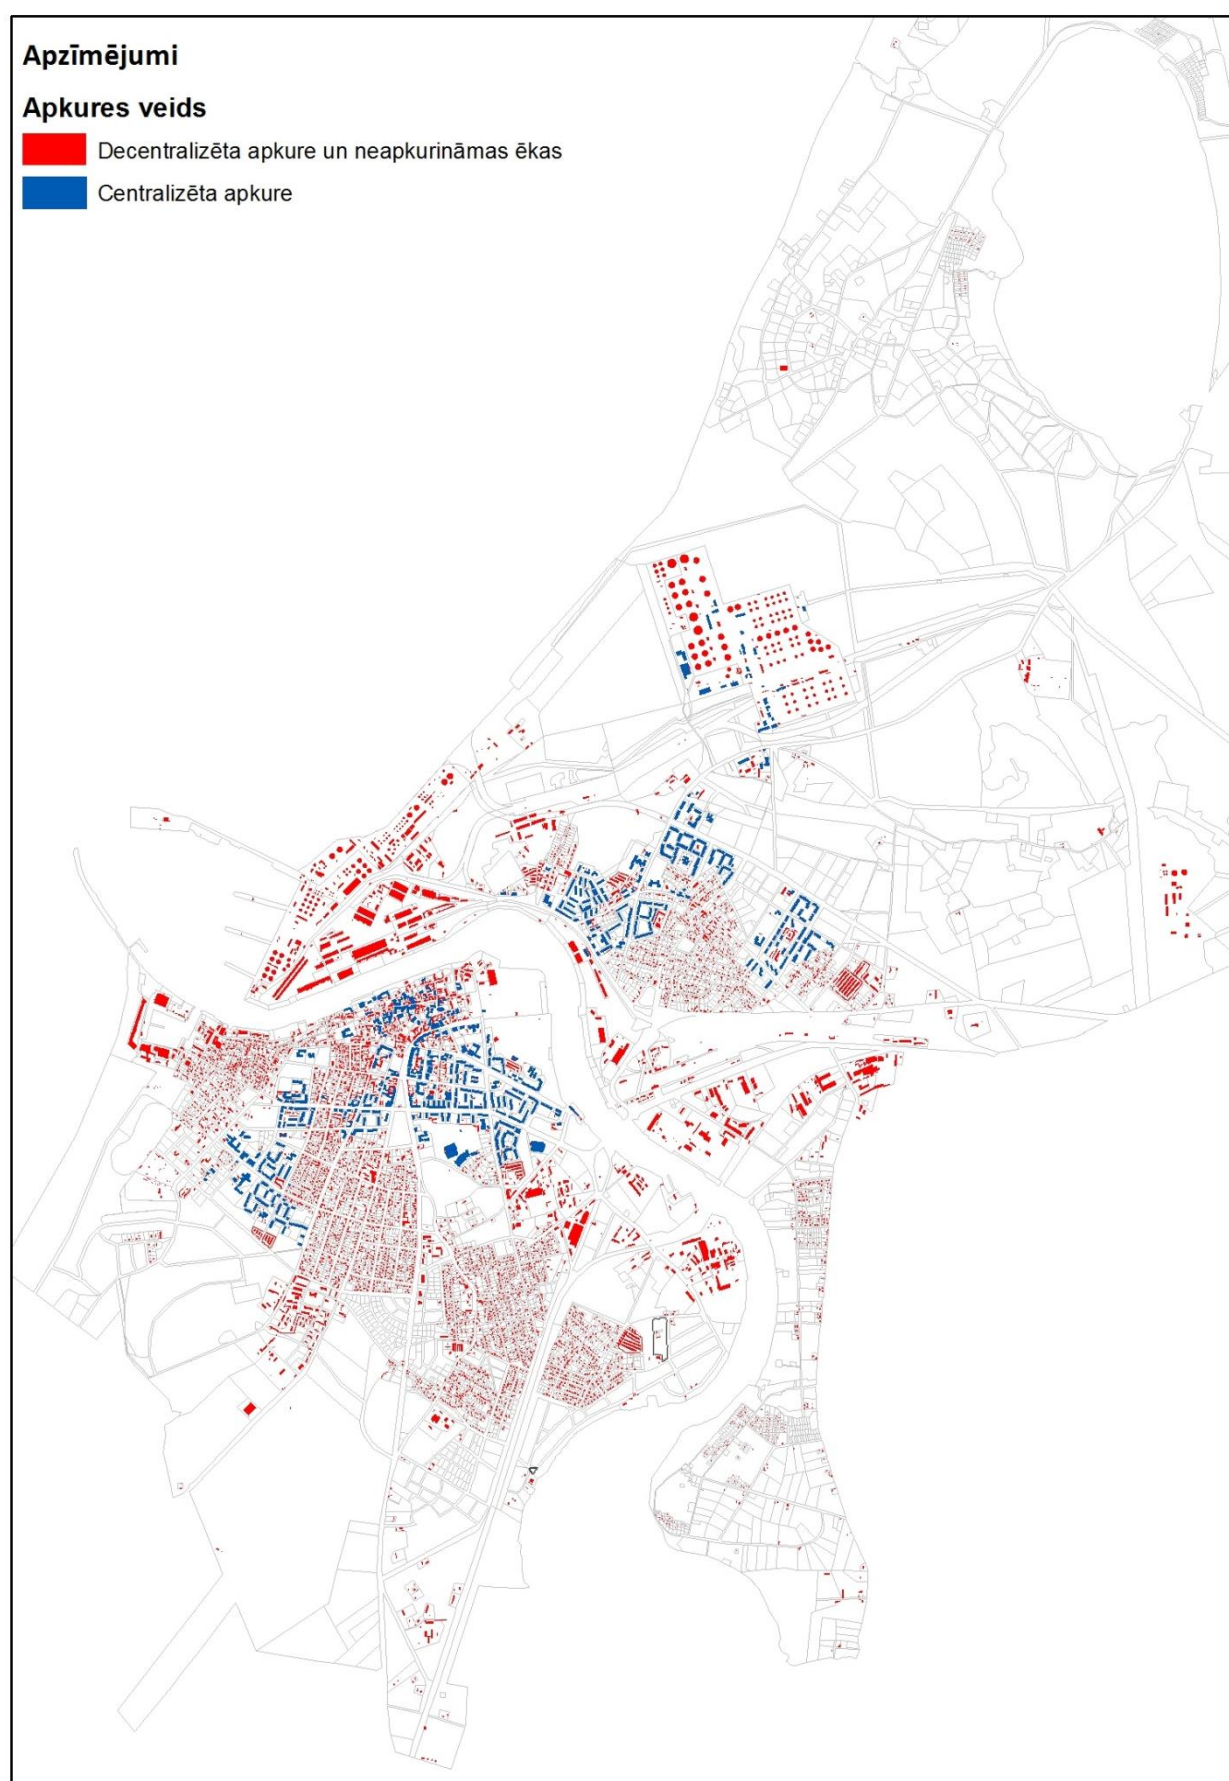 Apzīmējumi
Apkures veids
Decentralizēta apkure un neapkurināmas ēkas
Centralizēta apkure